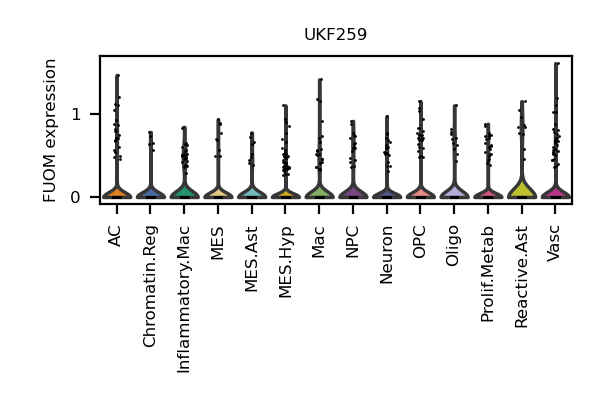 UKF259
FUOM expression
1
0
AC
Chromatin.Reg
Inflammatory.Mac
MES
MES.Ast
MES.Hyp
Mac
NPC
Neuron
OPC
Oligo
Prolif.Metab
Reactive.Ast
Vasc